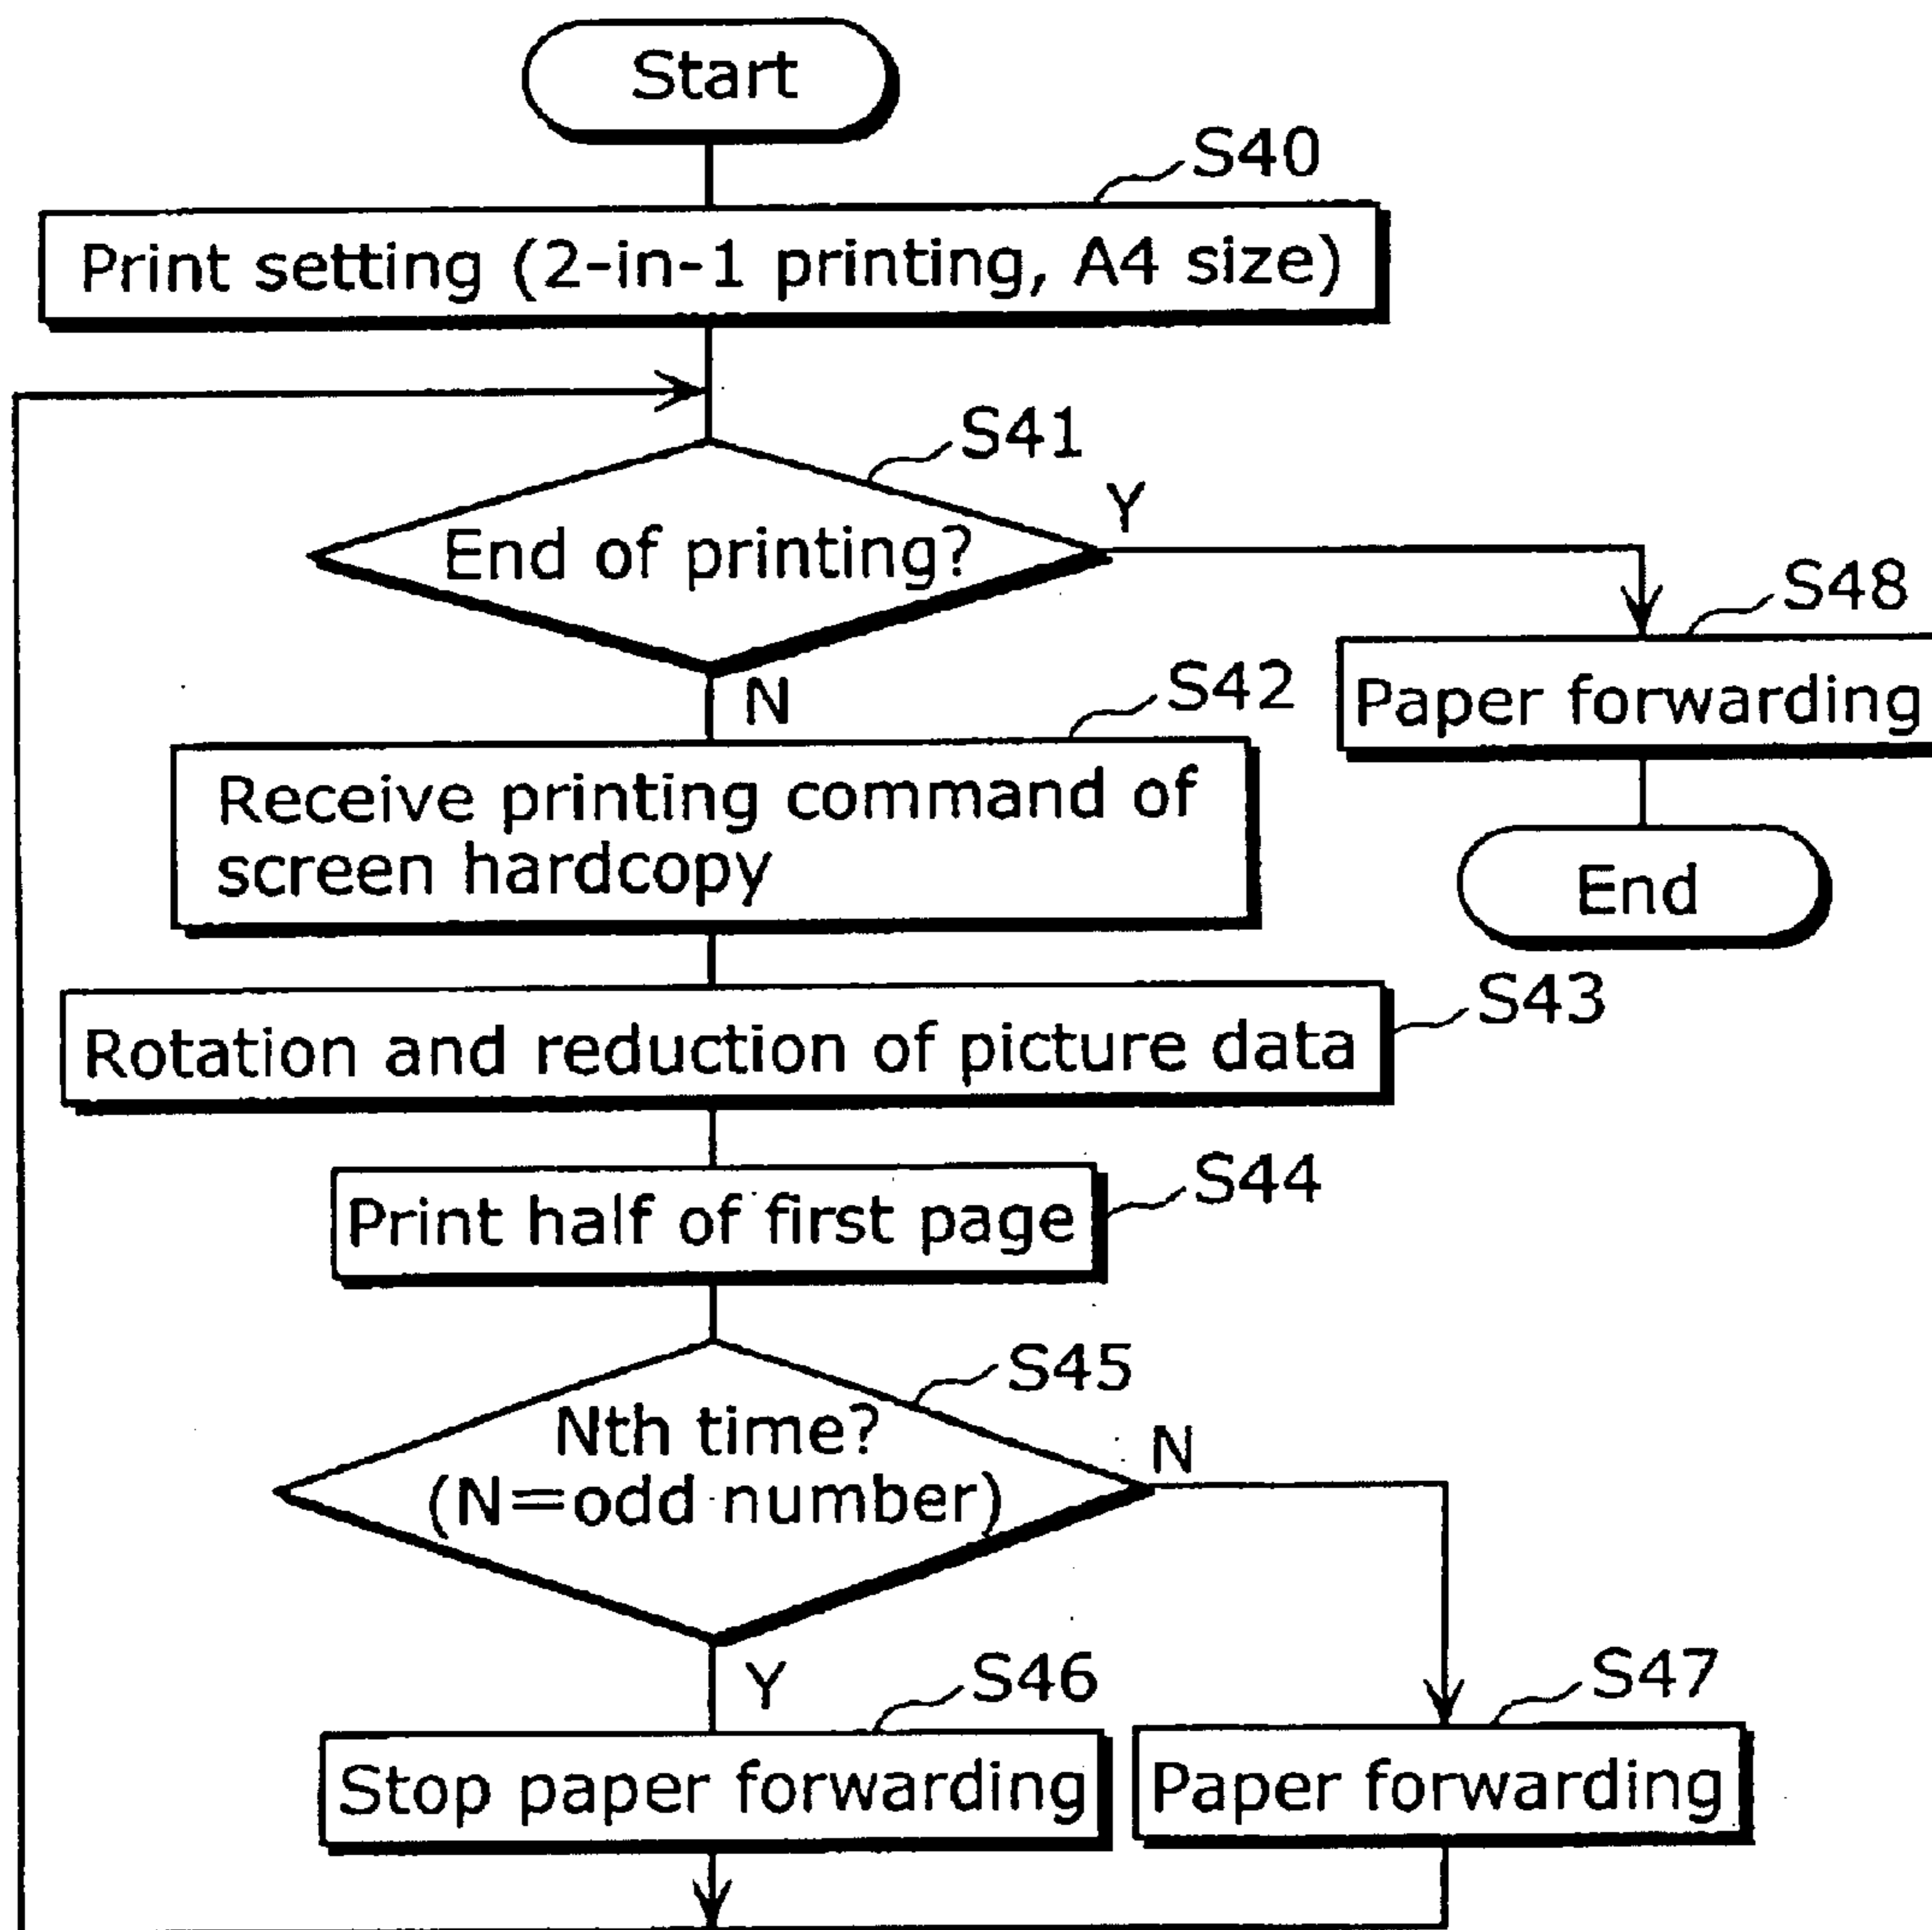 Start
S40
Print setting (2-in-1 printing, A4 size)
S41
End of printing?
Y
N
S48
Paper forwarding
End
S42
Receive printing command of
screen hardcopy
S43
Rotation and reduction of picture data
S44
Print half of first page
S45
Nth time?
(N=odd number)
N
Y
S46
Stop paper forwarding
S47
Paper forwarding